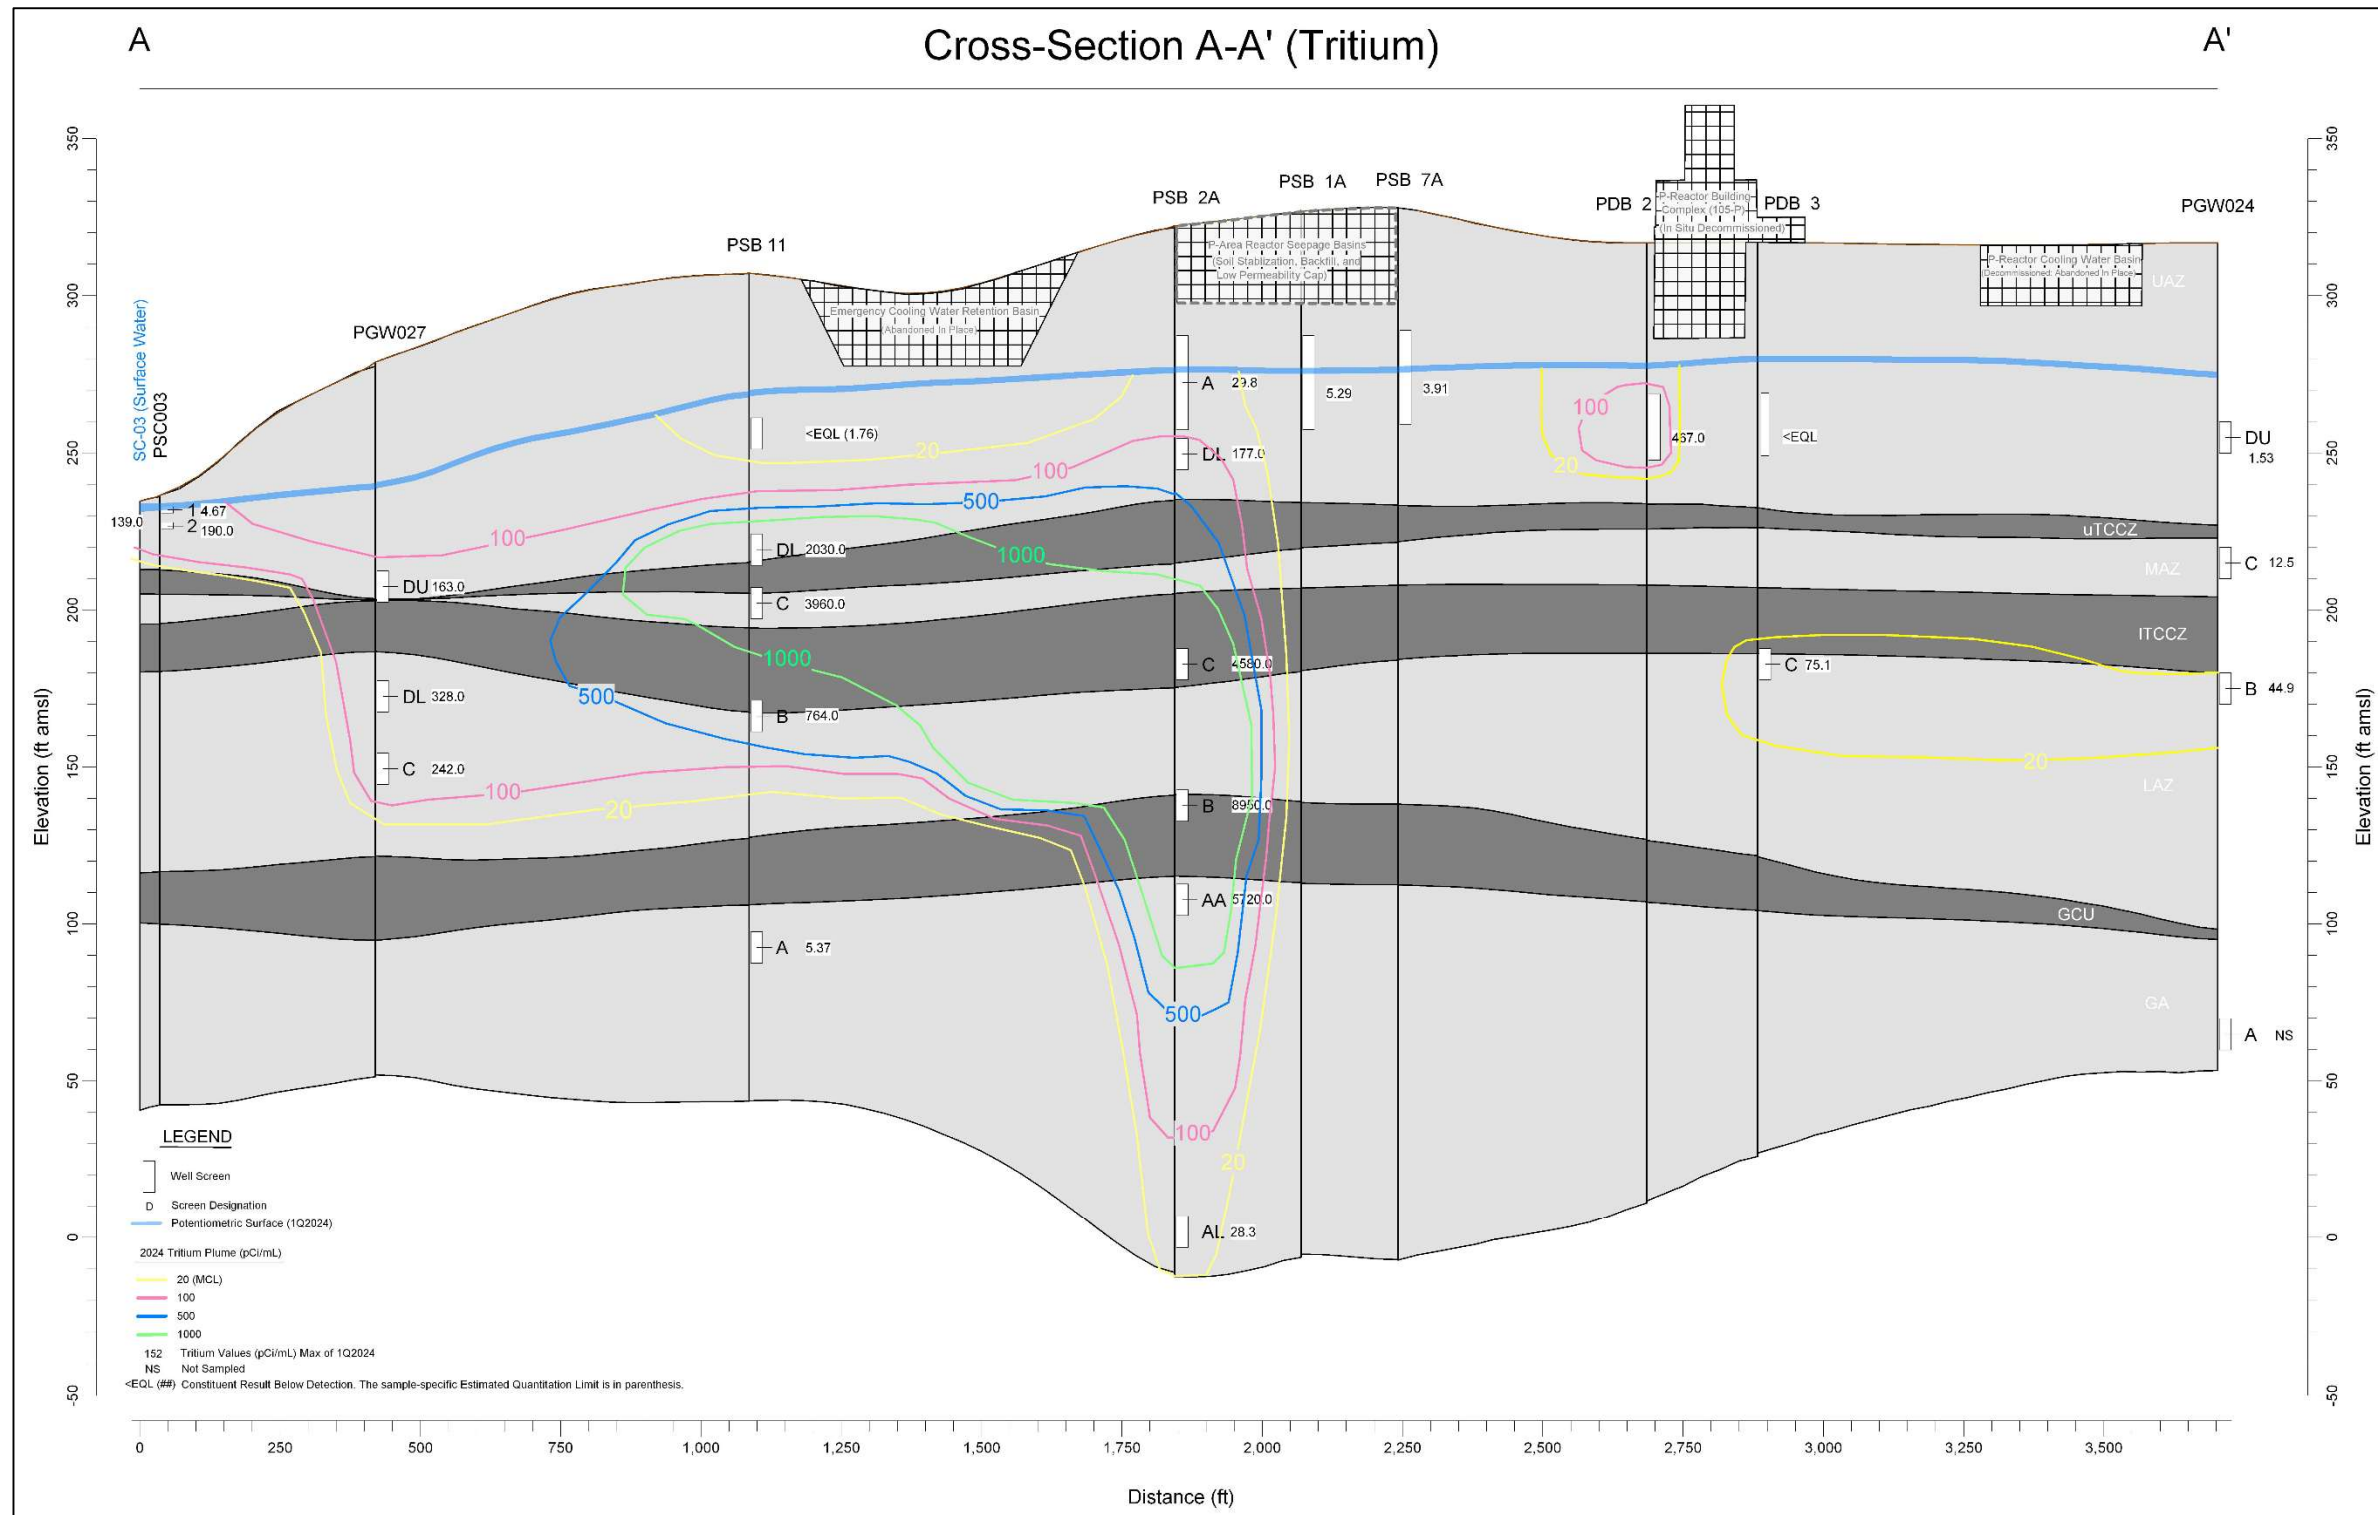 A
Cross-Section A-A' (Tritium)
A'
350
300
250
200
150
100
50
0
-50
Elevation (ft amsl)
SC-03 (Surface Water)
PSC003
PGW027
PSB 11
PSB 2A
PSB 1A
PSB 7A
PDB 2
PDB 3
PGW024
P-Reactor Building
Complex (105-P)
(In Situ Decommissioned)
P-Area Reactor Seepage Basins
(Soil Stablization, Backfill, and
Low Permeability Cap)
Emergency Cooling Water Retention Basin
(Abandoned In Place)
P-Reactor Cooling Water Basin
(Decommissioned: Abandoned In Place)
UAZ
uTCCZ
MAZ
lTCCZ
LAZ
GCU
GA
139.0
1 4.67
2 190.0
DU 163.0
DL 328.0
C 242.0
<EQL (1.76)
DL 2030.0
C 3960.0
B 764.0
A 5.37
A 29.8
DL 177.0
C 4580.0
B 8950.0
AA 5720.0
AL 28.3
5.29
3.91
467.0
<EQL
C 75.1
DU
1.53
C 12.5
B 44.9
A NS
20
100
500
1000
100
1000
500
100
20
500
100
20
100
20
20
350
300
250
200
150
100
50
0
-50
Elevation (ft amsl)
LEGEND
Well Screen
D Screen Designation
Potentiometric Surface (1Q2024)
2024 Tritium Plume (pCi/mL)
20 (MCL)
100
500
1000
152 Tritium Values (pCi/mL) Max of 1Q2024
NS Not Sampled
<EQL (##) Constituent Result Below Detection. The sample-specific Estimated Quantitation Limit is in parenthesis.
0 250 500 750 1,000 1,250 1,500 1,750 2,000 2,250 2,500 2,750 3,000 3,250 3,500
Distance (ft)